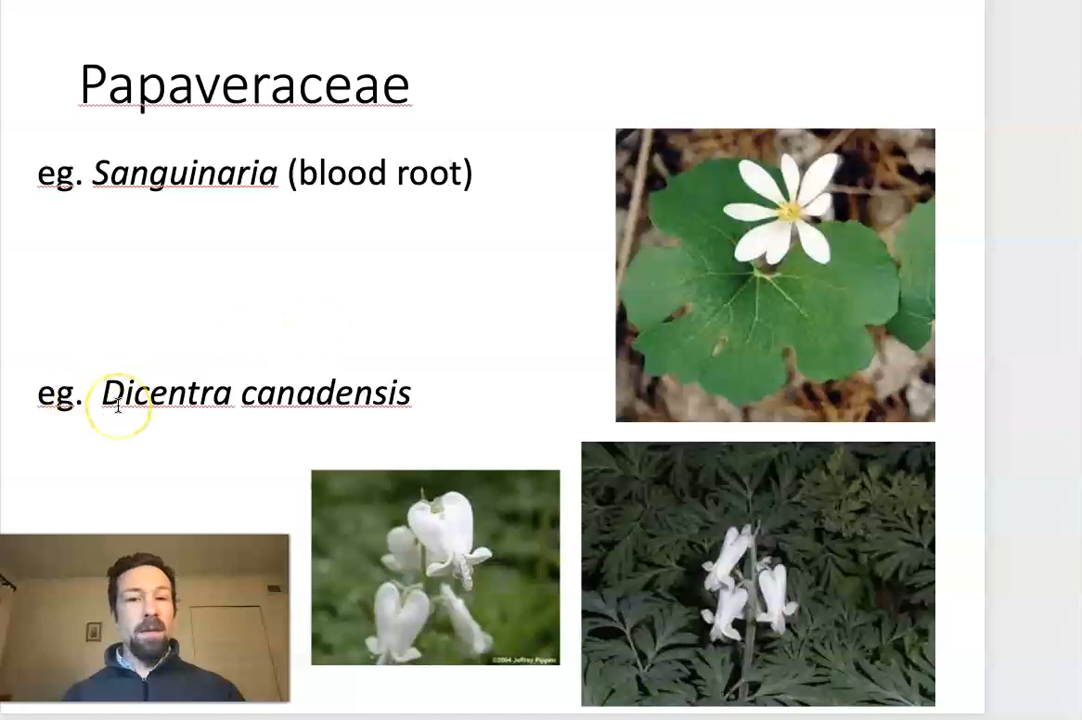 Papaveraceae
eg. Sanguinaria (blood root)
eg. Dicentra canadensis
©2004 Jeffrey Pippen